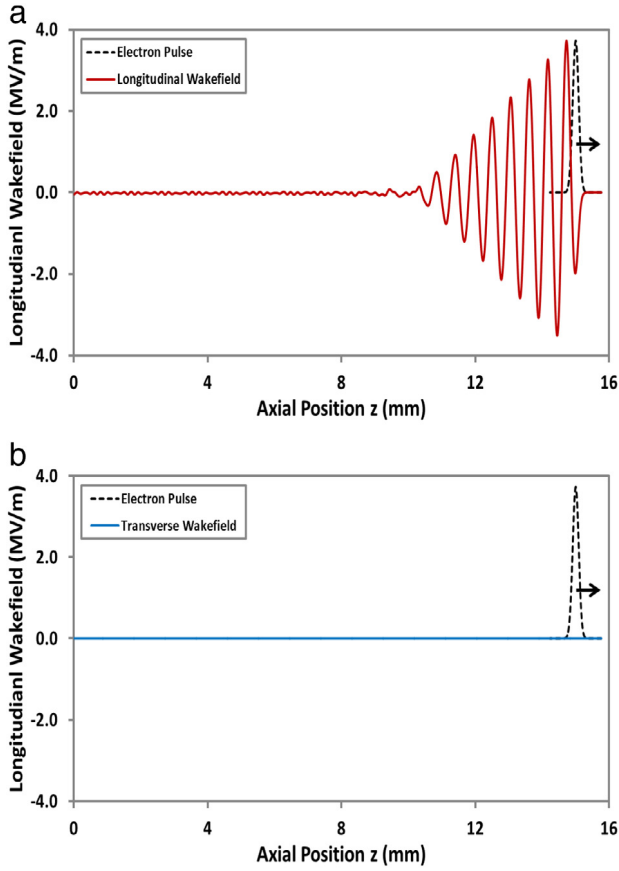 a
Longitudianl Wakefield (MV/m)
4.0
2.0
0.0
-2.0
-4.0
Electron Pulse
Longitudinal Wakefield
0
4
8
12
16
Axial Position z (mm)
b
Longitudianl Wakefield (MV/m)
4.0
2.0
0.0
-2.0
-4.0
Electron Pulse
Transverse Wakefield
0
4
8
12
16
Axial Position z (mm)